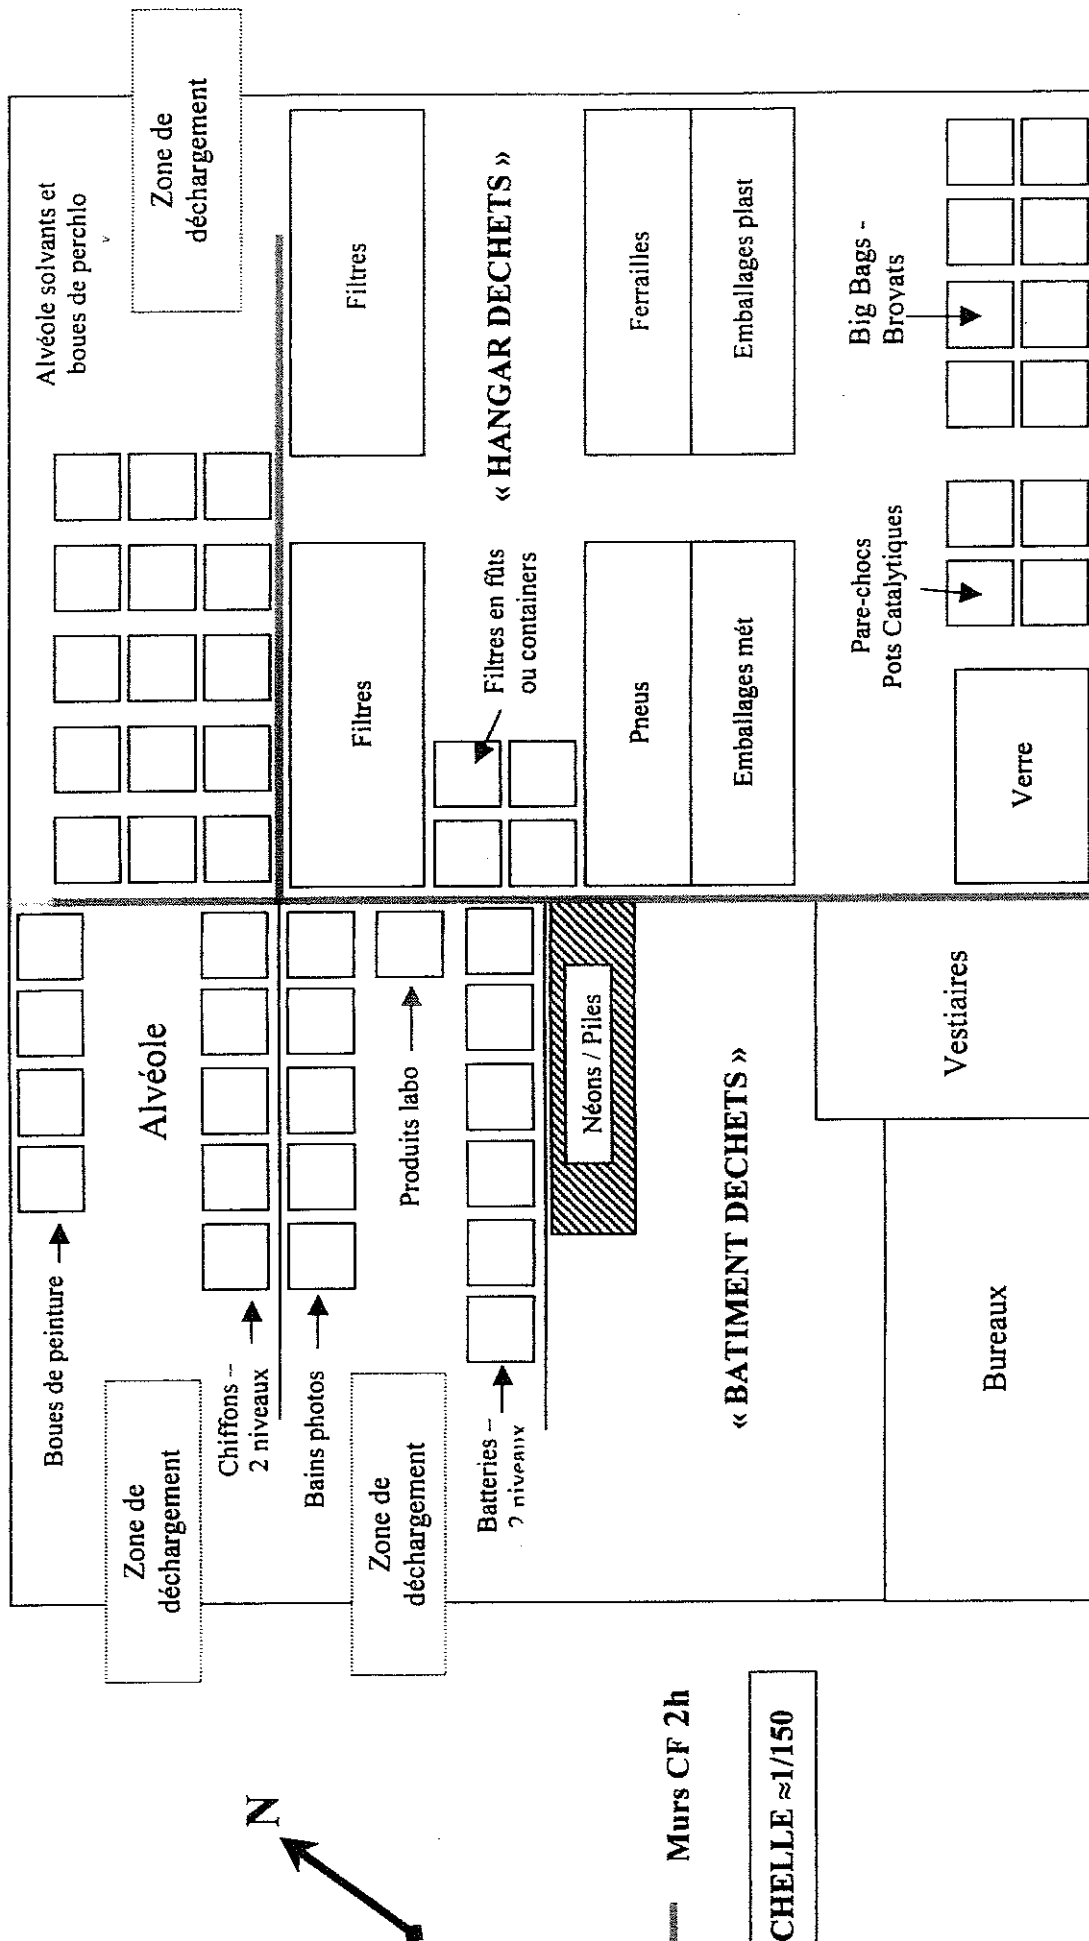 Boues de peinture
Zone de
déchargement
Alvéole
Chiffons –
2 niveaux
Bains photos
Zone de
déchargement
Produits labo
Batteries –
2 niveaux
Néons / Piles
« BATIMENT DECHETS »
Vestiaires
Bureaux
Alvéole solvants et
boues de perchlo
Zone de
déchargement
Filtres
Filtres
« HANGAR DECHETS »
Filtres en fûts
ou containers
Pneus
Emballages mét
Ferrailles
Emballages plast
Pare-chocs
Pots Catalytiques
Big Bags -
Brovats
Verre
N
Murs CF 2h
CHELLE ≈1/150